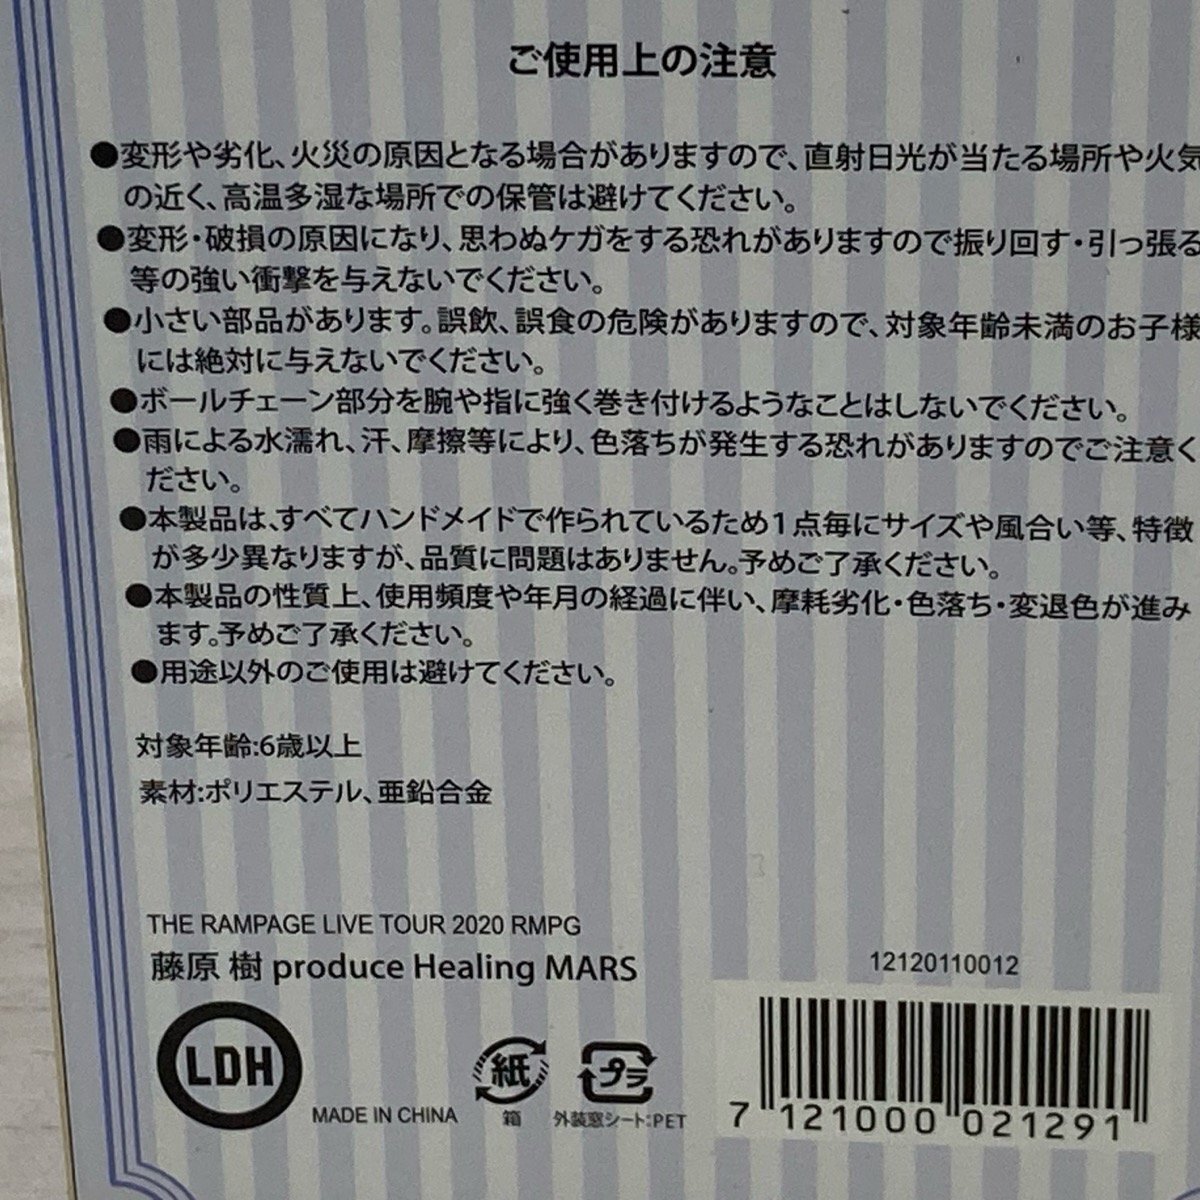 ご使用上の注意
●変形や劣化、火災の原因となる場合がありますので、直射日光が当たる場所や火気
の近く、高温多湿な場所での保管は避けてください。
●変形・破損の原因になり、思わぬケガをする恐れがありますので振り回す・引っ張る
等の強い衝撃を与えないでください。
●小さい部品があります。誤飲、誤食の危険がありますので、対象年齢未満のお子様
には絶対に与えないでください。
●ボールチェーン部分を腕や指に強く巻き付けるようなことはしないでください。
●雨による水濡れ、汗、摩擦等により、色落ちが発生する恐れがありますのでご注意く
ださい。
●本製品は、すべてハンドメイドで作られているため1点毎にサイズや風合い等、特徴
が多少異なりますが、品質に問題はありません。予めご了承ください。
●本製品の性質上、使用頻度や年月の経過に伴い、摩耗劣化・色落ち・変退色が進み
ます。予めご了承ください。
●用途以外のご使用は避けてください。
対象年齢:6歳以上
素材:ポリエステル、亜鉛合金
THE RAMPAGE LIVE TOUR 2020 RMPG
藤原 樹 produce Healing MARS
LDH
MADE IN CHINA
紙
箱
プラ
外装窓シート:PET
12120110012
7 121000 021291